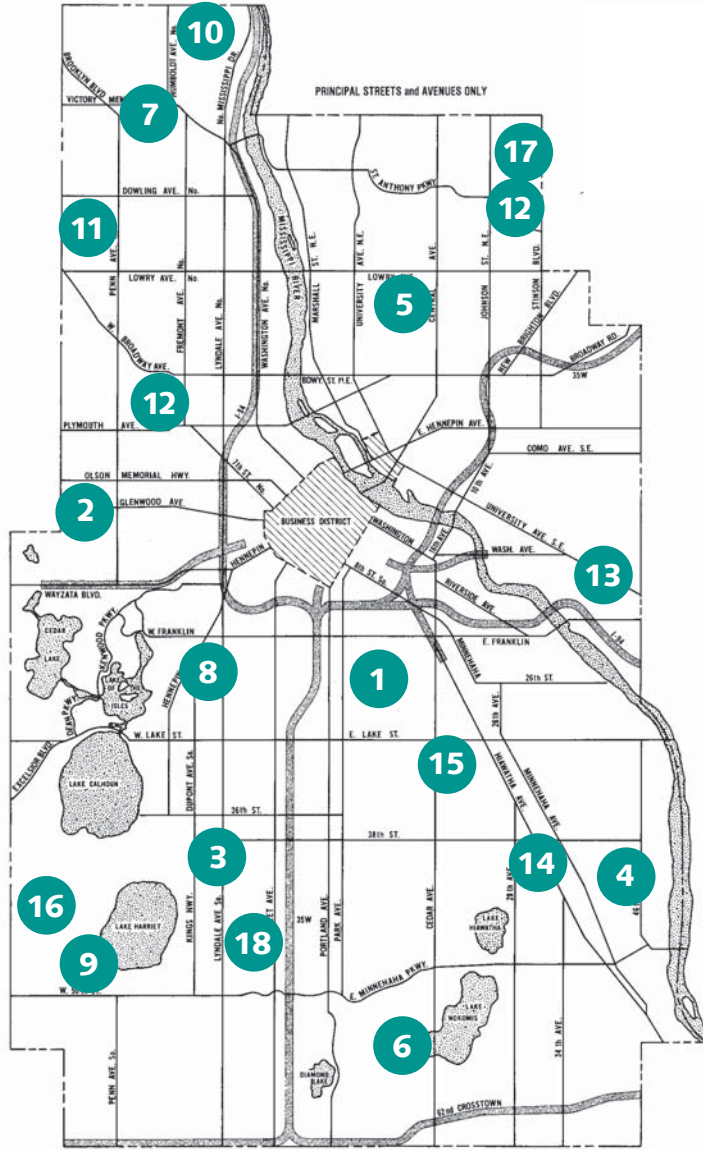 10
HUMBOLDT AVE. No.
No. MISSISSIPPI DR.
BROOKLYN BLVD
PRINCIPAL STREETS and AVENUES ONLY
VICTORY MEM
7
17
ST. ANTHONY PKWY.
DOWLING AVE. No.
12
11
MISSISSIPPI RIVER
PENN AVE.
LOWRY AVE. No.
FREMONT AVE. No.
LYNDALE AVE. No.
WASHINGTON AVE. No.
MARSHALL ST. N.E.
UNIVERSITY AVE. N.E.
LOWRY AVE
5
CENTRAL AVE.
JOHNSON ST. N.E.
STINSON BLVD.
NEW BRIGHTON BLVD.
BROADWAY RD.
35W
W. BROADWAY AVE.
BDWY. ST. N.E.
12
PLYMOUTH AVE.
I-94
E. HENNEPIN AVE.
COMO AVE. S.E.
OLSON MEMORIAL HWY.
7th ST. No.
10th AVE.
2
GLENWOOD AVE.
BUSINESS DISTRICT
WASHINGTON
UNIVERSITY AVE. S.E.
HENNEPIN
8th ST. So.
WASH. AVE.
13
WAYZATA BLVD.
RIVERSIDE AVE.
I-94
CEDAR LAKE
KENWOOD PKWY.
W. FRANKLIN
E. FRANKLIN
MINNEHAHA
LAKE OF THE ISLES
HENNEPIN
8
1
26th ST.
DEAN PKWY.
26th AVE.
W. LAKE ST.
E. LAKE ST.
EXCELSIOR BLVD.
15
LAKE CALHOUN
DUPONT AVE. So.
HIAWATHA AVE.
MINNEHAHA AVE.
36th ST.
38th ST.
3
14
4
16
LAKE HARRIET
KINGS HWY.
LYNDALE AVE. So.
18
ET AVE.
35W
PORTLAND AVE.
PARK AVE.
CEDAR AVE.
LAKE HIAWATHA
28th AVE.
46
9
E. MINNEHAHA PKWY.
LAKE NOKOMIS
6
34th AVE.
PENN AVE. So.
DIAMOND LAKE
62nd CROSSTOWN